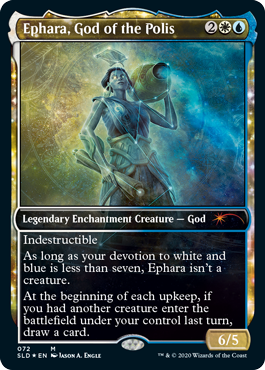 Ephara, God of the Polis 2
Legendary Enchantment Creature — God
Indestructible
As long as your devotion to white and
blue is less than seven, Ephara isn't a
creature.
At the beginning of each upkeep, if
you had another creature enter the
battlefield under your control last turn,
draw a card.
6/5
072 M
SLD ★ EN Jason A. Engle ™ & © 2020 Wizards of the Coast